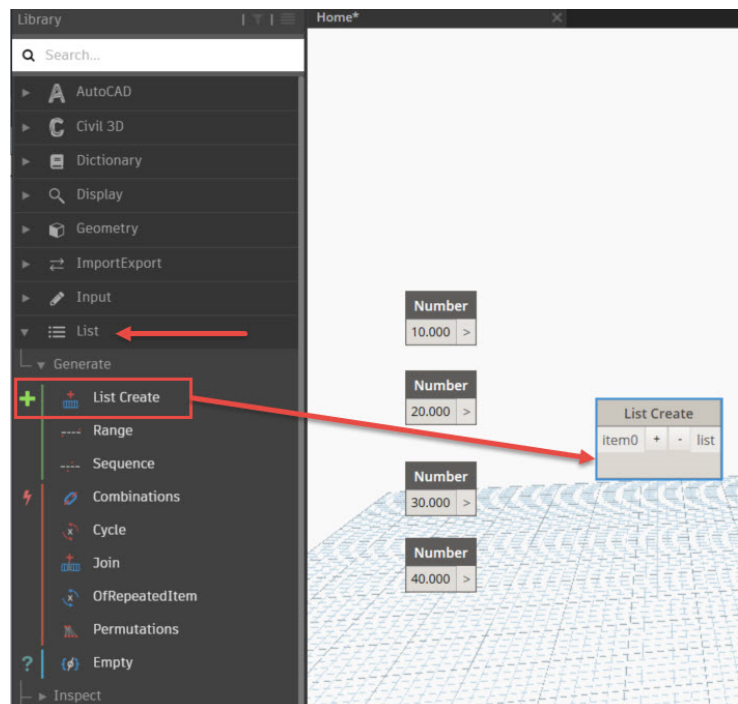 Library
Search...
AutoCAD
Civil 3D
Dictionary
Display
Geometry
ImportExport
Input
List
Generate
List Create
Range
Sequence
Combinations
Cycle
Join
OfRepeatedItem
Permutations
Empty
Inspect
Home*
Number
10.000 >
Number
20.000 >
Number
30.000 >
Number
40.000 >
List Create
item0 + - list